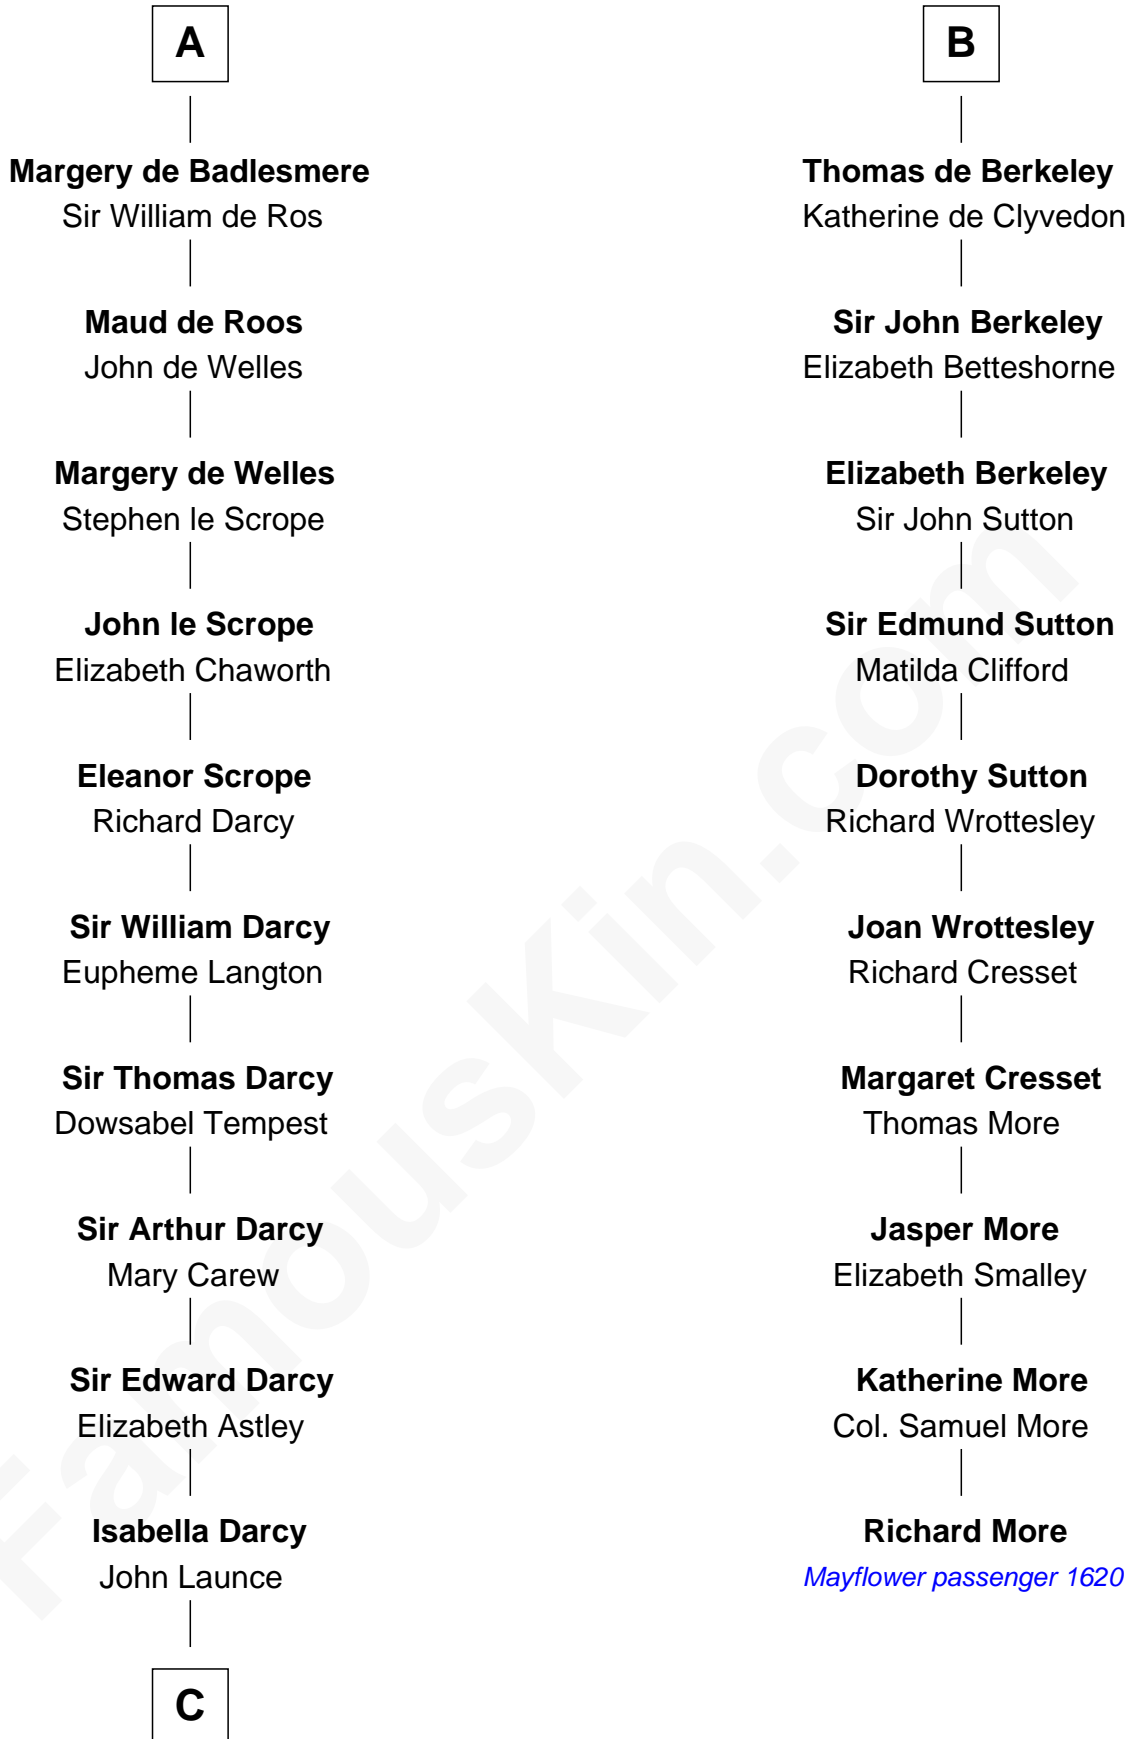 A
Margery de Badlesmere
Sir William de Ros
Maud de Roos
John de Welles
Margery de Welles
Stephen le Scrope
John le Scrope
Elizabeth Chaworth
Eleanor Scrope
Richard Darcy
Sir William Darcy
Eupheme Langton
Sir Thomas Darcy
Dowsabel Tempest
Sir Arthur Darcy
Mary Carew
Sir Edward Darcy
Elizabeth Astley
Isabella Darcy
John Launce
C
B
Thomas de Berkeley
Katherine de Clyvedon
Sir John Berkeley
Elizabeth Betteshorne
Elizabeth Berkeley
Sir John Sutton
Sir Edmund Sutton
Matilda Clifford
Dorothy Sutton
Richard Wrottesley
Joan Wrottesley
Richard Cresset
Margaret Cresset
Thomas More
Jasper More
Elizabeth Smalley
Katherine More
Col. Samuel More
Richard More
Mayflower passenger 1620
FamousKin.com